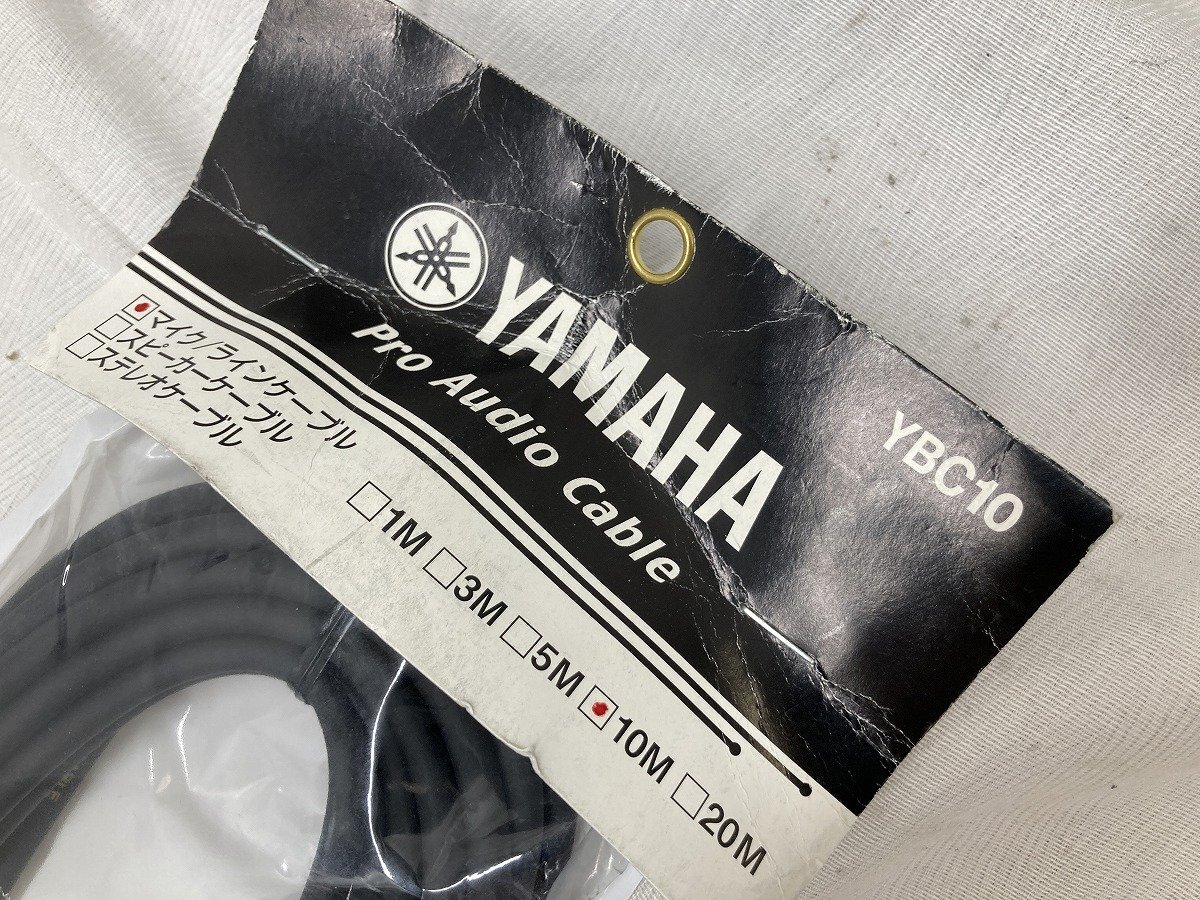 YAMAHA
Pro Audio Cable
YBC10
マイク/ラインケーブル
スピーカーケーブル
ステレオケーブル
1M 3M 5M 10M 20M